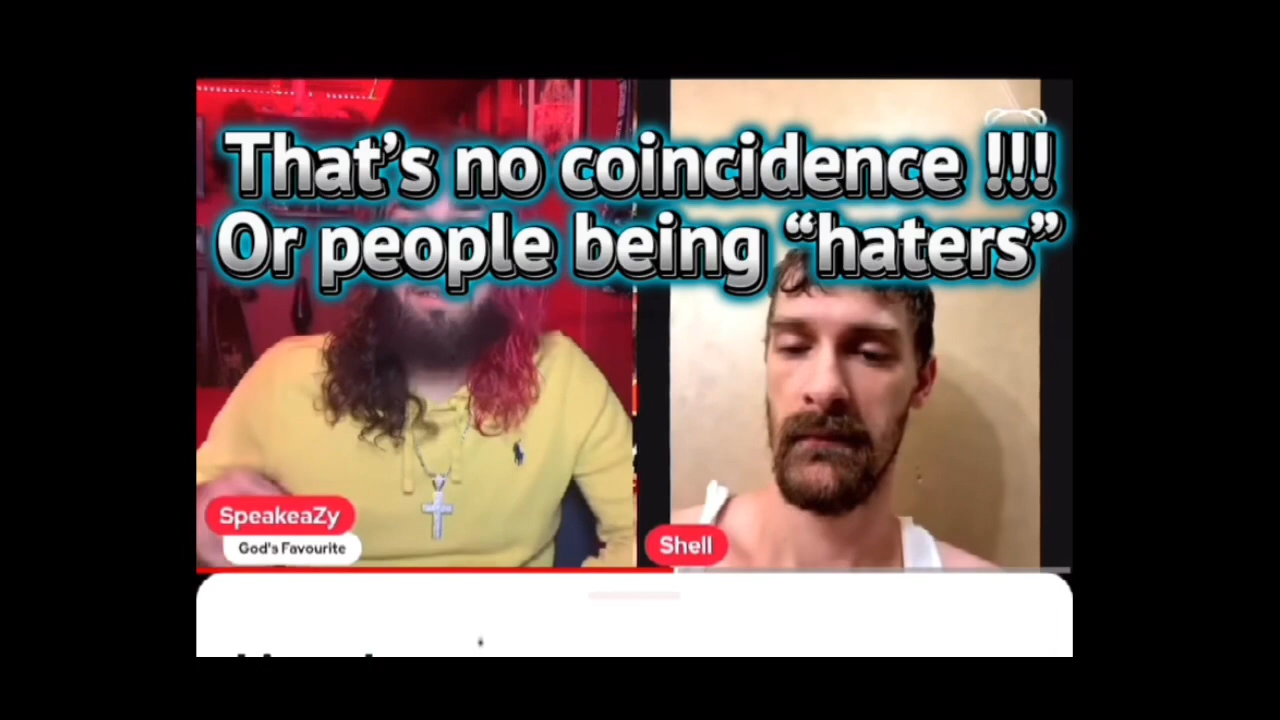 That’s no coincidence !!!
Or people being “haters”
SpeakeaZy
God's Favourite
Shell